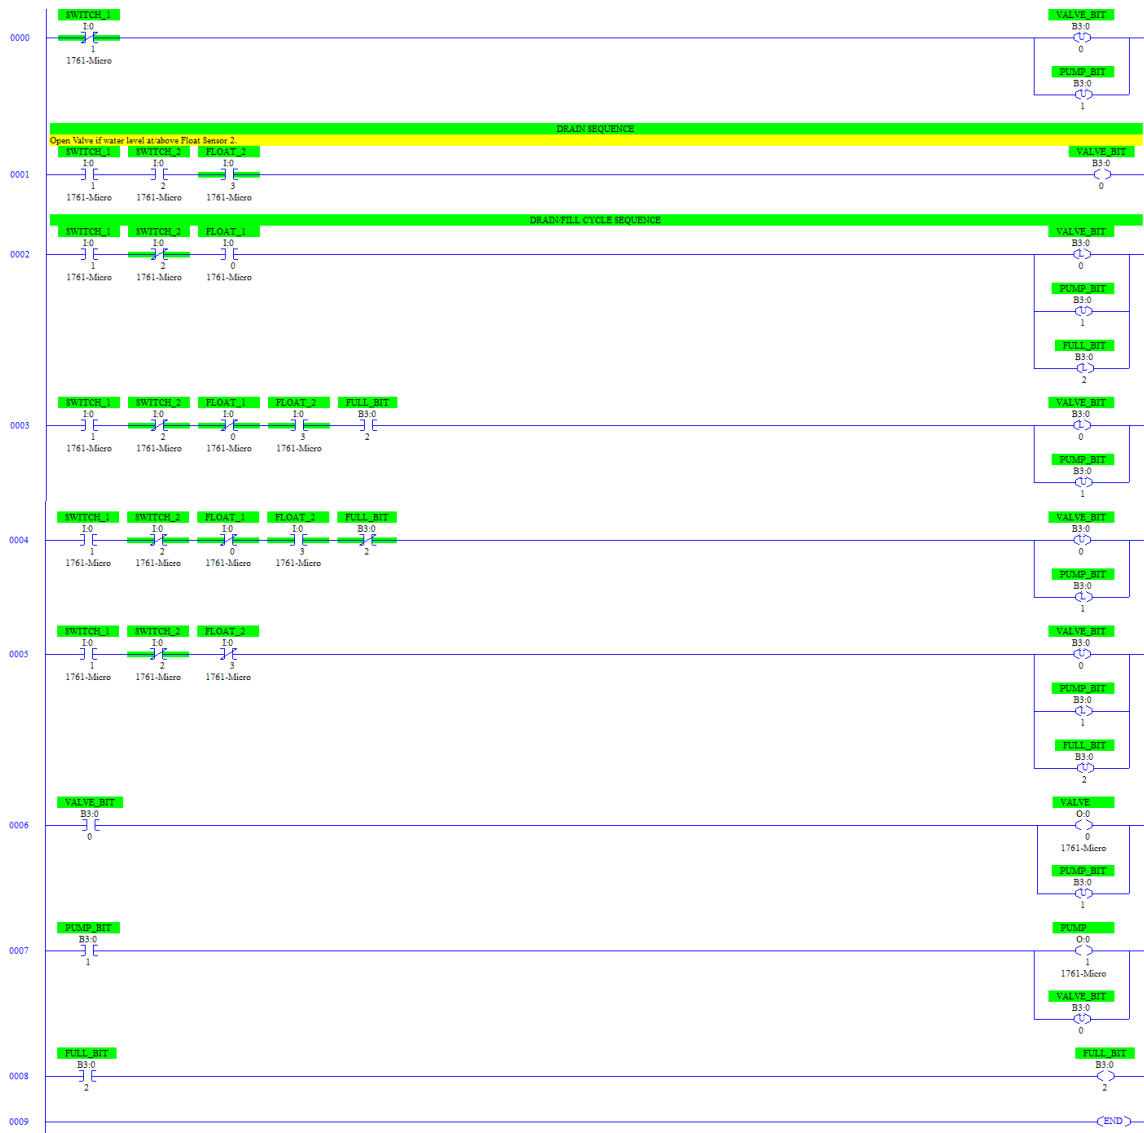 SWITCH_1 VALVE_BIT
I:0 B3:0
0000 U
1 0
1761-Micro
PUMP_BIT
B3:0
U
1
DRAIN SEQUENCE
Open Valve if water level at/above Float Sensor 2.
SWITCH_1 SWITCH_2 FLOAT_2 VALVE_BIT
I:0 I:0 I:0 B3:0
0001
1 2 3 0
1761-Micro 1761-Micro 1761-Micro
DRAIN/FILL CYCLE SEQUENCE
SWITCH_1 SWITCH_2 FLOAT_1 VALVE_BIT
I:0 I:0 I:0 B3:0
0002 L
1 2 0 0
1761-Micro 1761-Micro 1761-Micro
PUMP_BIT
B3:0
U
1
FULL_BIT
B3:0
L
2
SWITCH_1 SWITCH_2 FLOAT_1 FLOAT_2 FULL_BIT VALVE_BIT
I:0 I:0 I:0 I:0 B3:0 B3:0
0003 L
1 2 0 3 2 0
1761-Micro 1761-Micro 1761-Micro 1761-Micro
PUMP_BIT
B3:0
U
1
SWITCH_1 SWITCH_2 FLOAT_1 FLOAT_2 FULL_BIT VALVE_BIT
I:0 I:0 I:0 I:0 B3:0 B3:0
0004 U
1 2 0 3 2 0
1761-Micro 1761-Micro 1761-Micro 1761-Micro
PUMP_BIT
B3:0
L
1
SWITCH_1 SWITCH_2 FLOAT_2 VALVE_BIT
I:0 I:0 I:0 B3:0
0005 U
1 2 3 0
1761-Micro 1761-Micro 1761-Micro
PUMP_BIT
B3:0
L
1
FULL_BIT
B3:0
U
2
VALVE_BIT VALVE
B3:0 O:0
0006
0 0
1761-Micro
PUMP_BIT
B3:0
U
1
PUMP_BIT PUMP
B3:0 O:0
0007
1 1
1761-Micro
VALVE_BIT
B3:0
U
0
FULL_BIT FULL_BIT
B3:0 B3:0
0008
2 2
0009 END